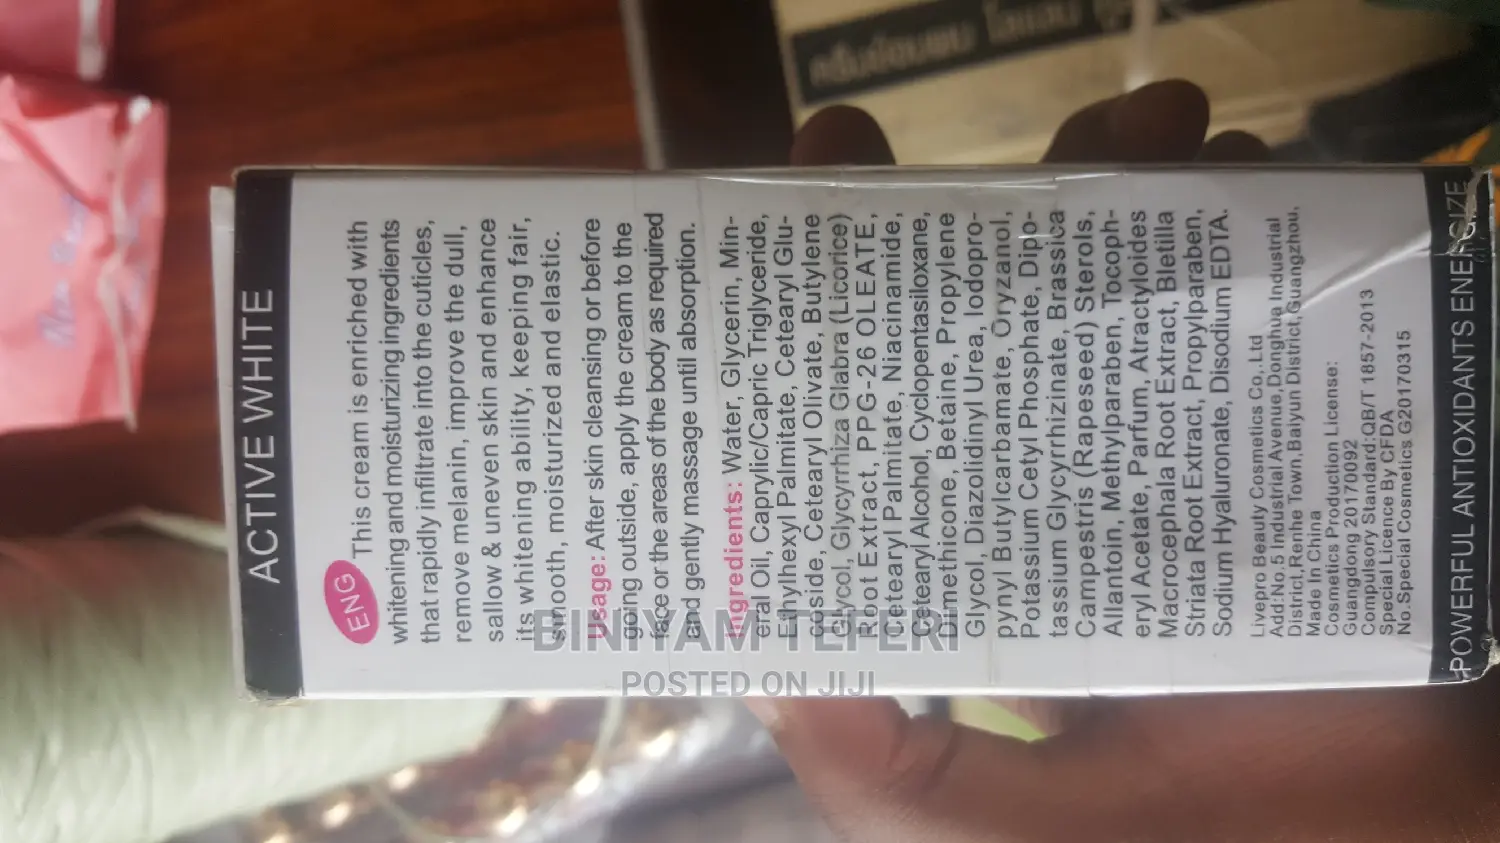 ACTIVE WHITE
ENG This cream is enriched with
whitening and moisturizing ingredients
that rapidly infiltrate into the cuticles,
remove melanin, improve the dull,
sallow & uneven skin and enhance
its whitening ability, keeping fair,
smooth, moisturized and elastic.
Usage: After skin cleansing or before
going outside, apply the cream to the
face or the areas of the body as required
and gently massage until absorption.
Ingredients: Water, Glycerin, Min-
eral Oil, Caprylic/Capric Triglyceride,
Ethylhexyl Palmitate, Cetearyl Glu-
coside, Cetearyl Olivate, Butylene
Glycol, Glycyrrhiza Glabra (Licorice)
Root Extract, PPG-26 OLEATE,
Cetearyl Palmitate, Niacinamide,
Cetearyl Alcohol, Cyclopentasiloxane,
Dimethicone, Betaine, Propylene
Glycol, Diazolidinyl Urea, Iodopro-
pynyl Butylcarbamate, Oryzanol,
Potassium Cetyl Phosphate, Dipo-
tassium Glycyrrhizinate, Brassica
Campestris (Rapeseed) Sterols,
Allantoin, Methylparaben, Tocoph-
eryl Acetate, Parfum, Atractyloides
Macrocephala Root Extract, Bletilla
Striata Root Extract, Propylparaben,
Sodium Hyaluronate, Disodium EDTA.
Livepro Beauty Cosmetics Co,.Ltd
Add:No.5 Industrial Avenue,Donghua Industrial
District,Renhe Town,Baiyun District,Guangzhou,
Made In China
Cosmetics Production License:
Guangdong 20170092
Compulsory Standard:QB/T 1857-2013
Special Licence By CFDA
No.Special Cosmetics G20170315
POWERFUL ANTIOXIDANTS ENERGIZE
BINIYAM TEFERI
POSTED ON JIJI